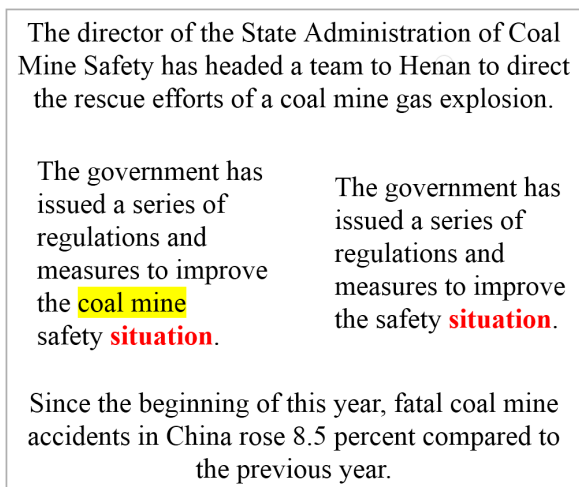 The director of the State Administration of Coal
Mine Safety has headed a team to Henan to direct
the rescue efforts of a coal mine gas explosion.
The government has
issued a series of
regulations and
measures to improve
the coal mine
safety situation.
The government has
issued a series of
regulations and
measures to improve
the safety situation.
Since the beginning of this year, fatal coal mine
accidents in China rose 8.5 percent compared to
the previous year.